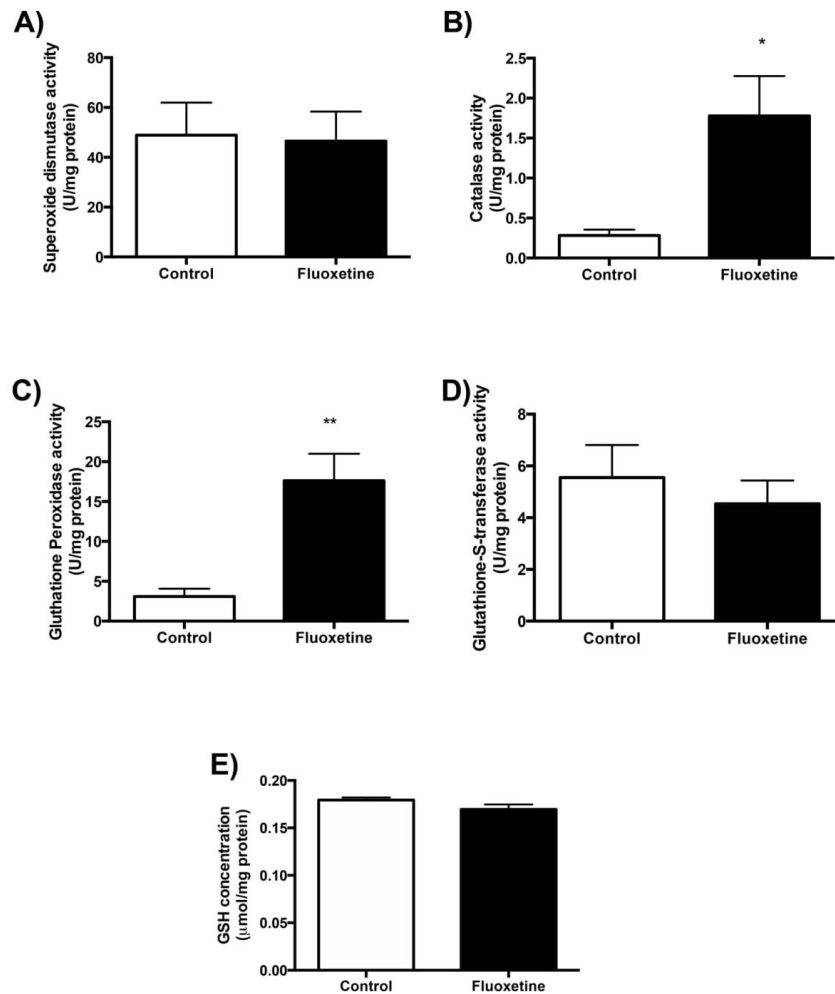 A)
Superoxide dismutase activity
(U/mg protein)
80
60
40
20
0
Control
Fluoxetine
B)
*
Catalase activity
(U/mg protein)
2.5
2.0
1.5
1.0
0.5
0.0
Control
Fluoxetine
C)
**
Gluthatione Peroxidase activity
(U/mg protein)
25
20
15
10
5
0
Control
Fluoxetine
D)
Glutathione-S-transferase activity
(U/mg protein)
8
6
4
2
0
Control
Fluoxetine
E)
GSH concentration
(μmol/mg protein)
0.20
0.15
0.10
0.05
0.00
Control
Fluoxetine